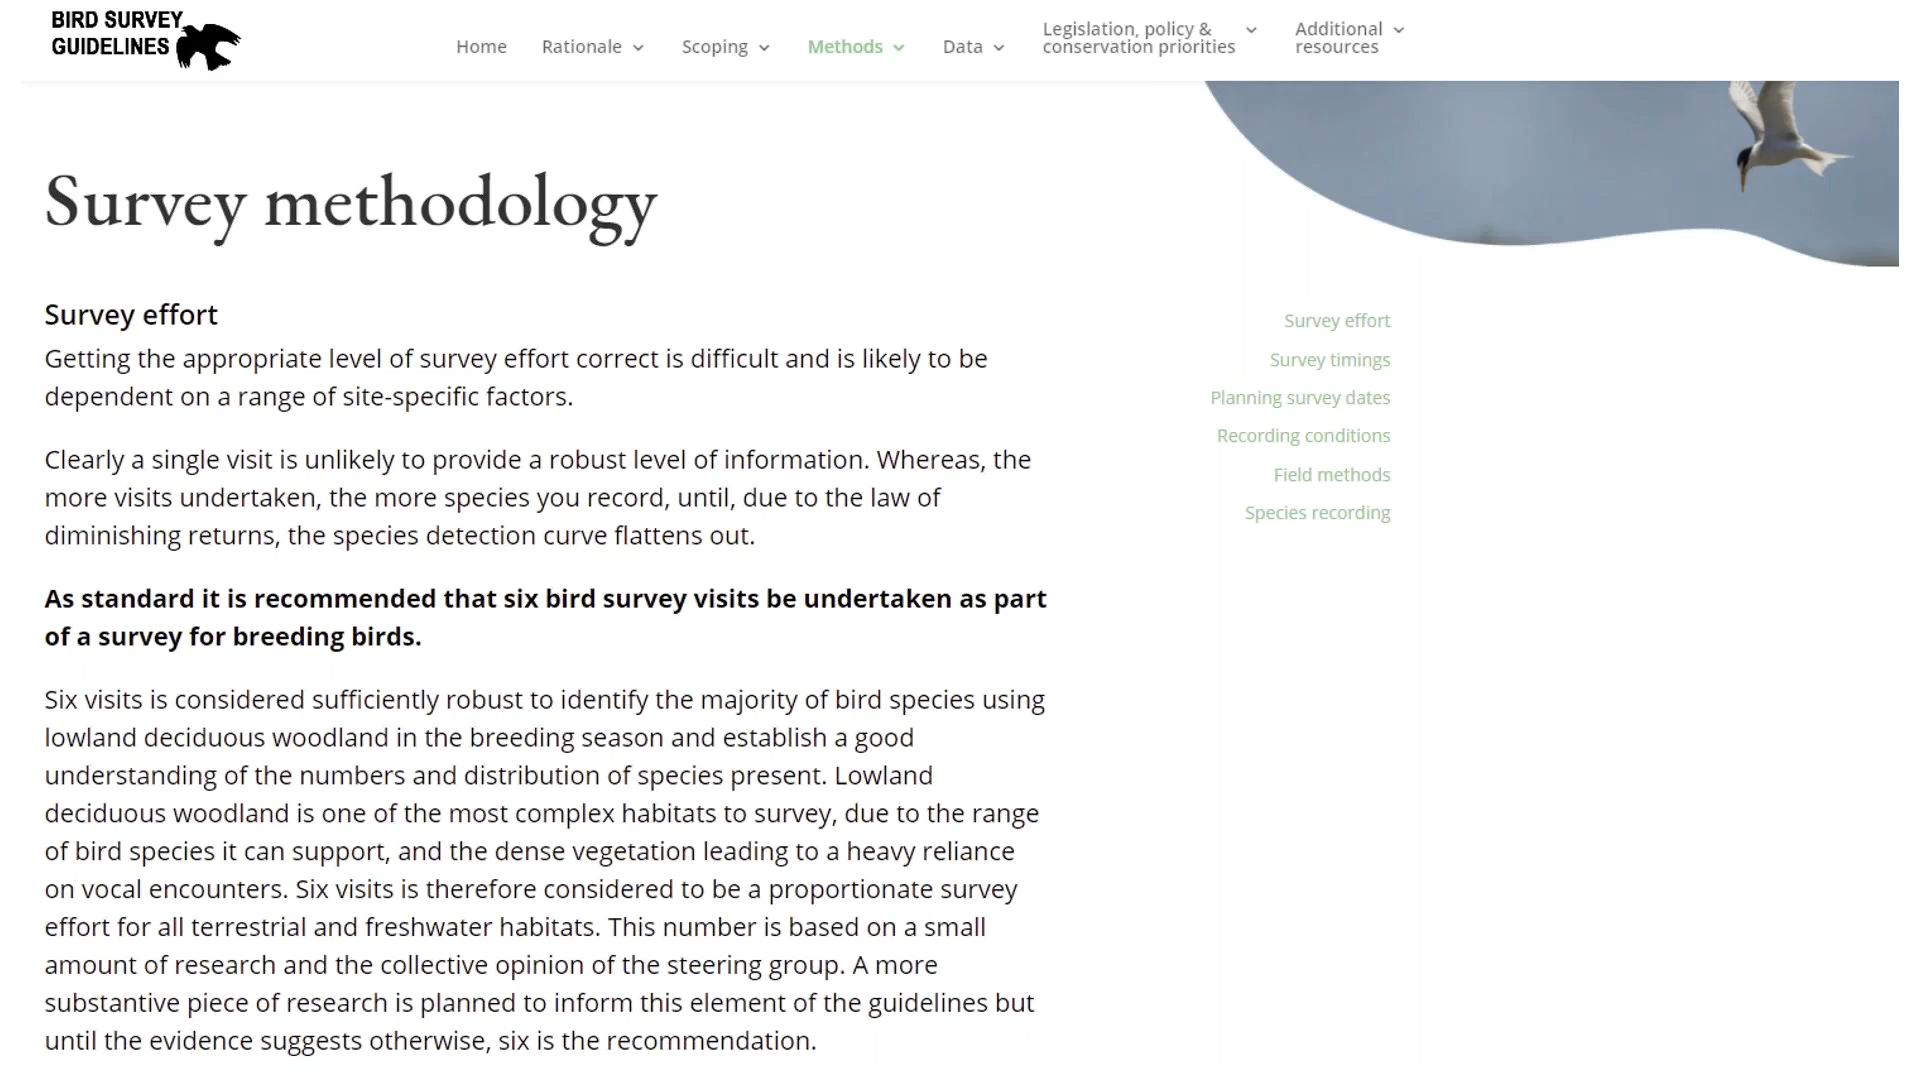 BIRD SURVEY
GUIDELINES
Home
Rationale
Scoping
Methods
Data
Legislation, policy &
conservation priorities
Additional
resources
Survey methodology
Survey effort
Getting the appropriate level of survey effort correct is difficult and is likely to be
dependent on a range of site-specific factors.
Clearly a single visit is unlikely to provide a robust level of information. Whereas, the
more visits undertaken, the more species you record, until, due to the law of
diminishing returns, the species detection curve flattens out.
As standard it is recommended that six bird survey visits be undertaken as part
of a survey for breeding birds.
Six visits is considered sufficiently robust to identify the majority of bird species using
lowland deciduous woodland in the breeding season and establish a good
understanding of the numbers and distribution of species present. Lowland
deciduous woodland is one of the most complex habitats to survey, due to the range
of bird species it can support, and the dense vegetation leading to a heavy reliance
on vocal encounters. Six visits is therefore considered to be a proportionate survey
effort for all terrestrial and freshwater habitats. This number is based on a small
amount of research and the collective opinion of the steering group. A more
substantive piece of research is planned to inform this element of the guidelines but
until the evidence suggests otherwise, six is the recommendation.
Survey effort
Survey timings
Planning survey dates
Recording conditions
Field methods
Species recording